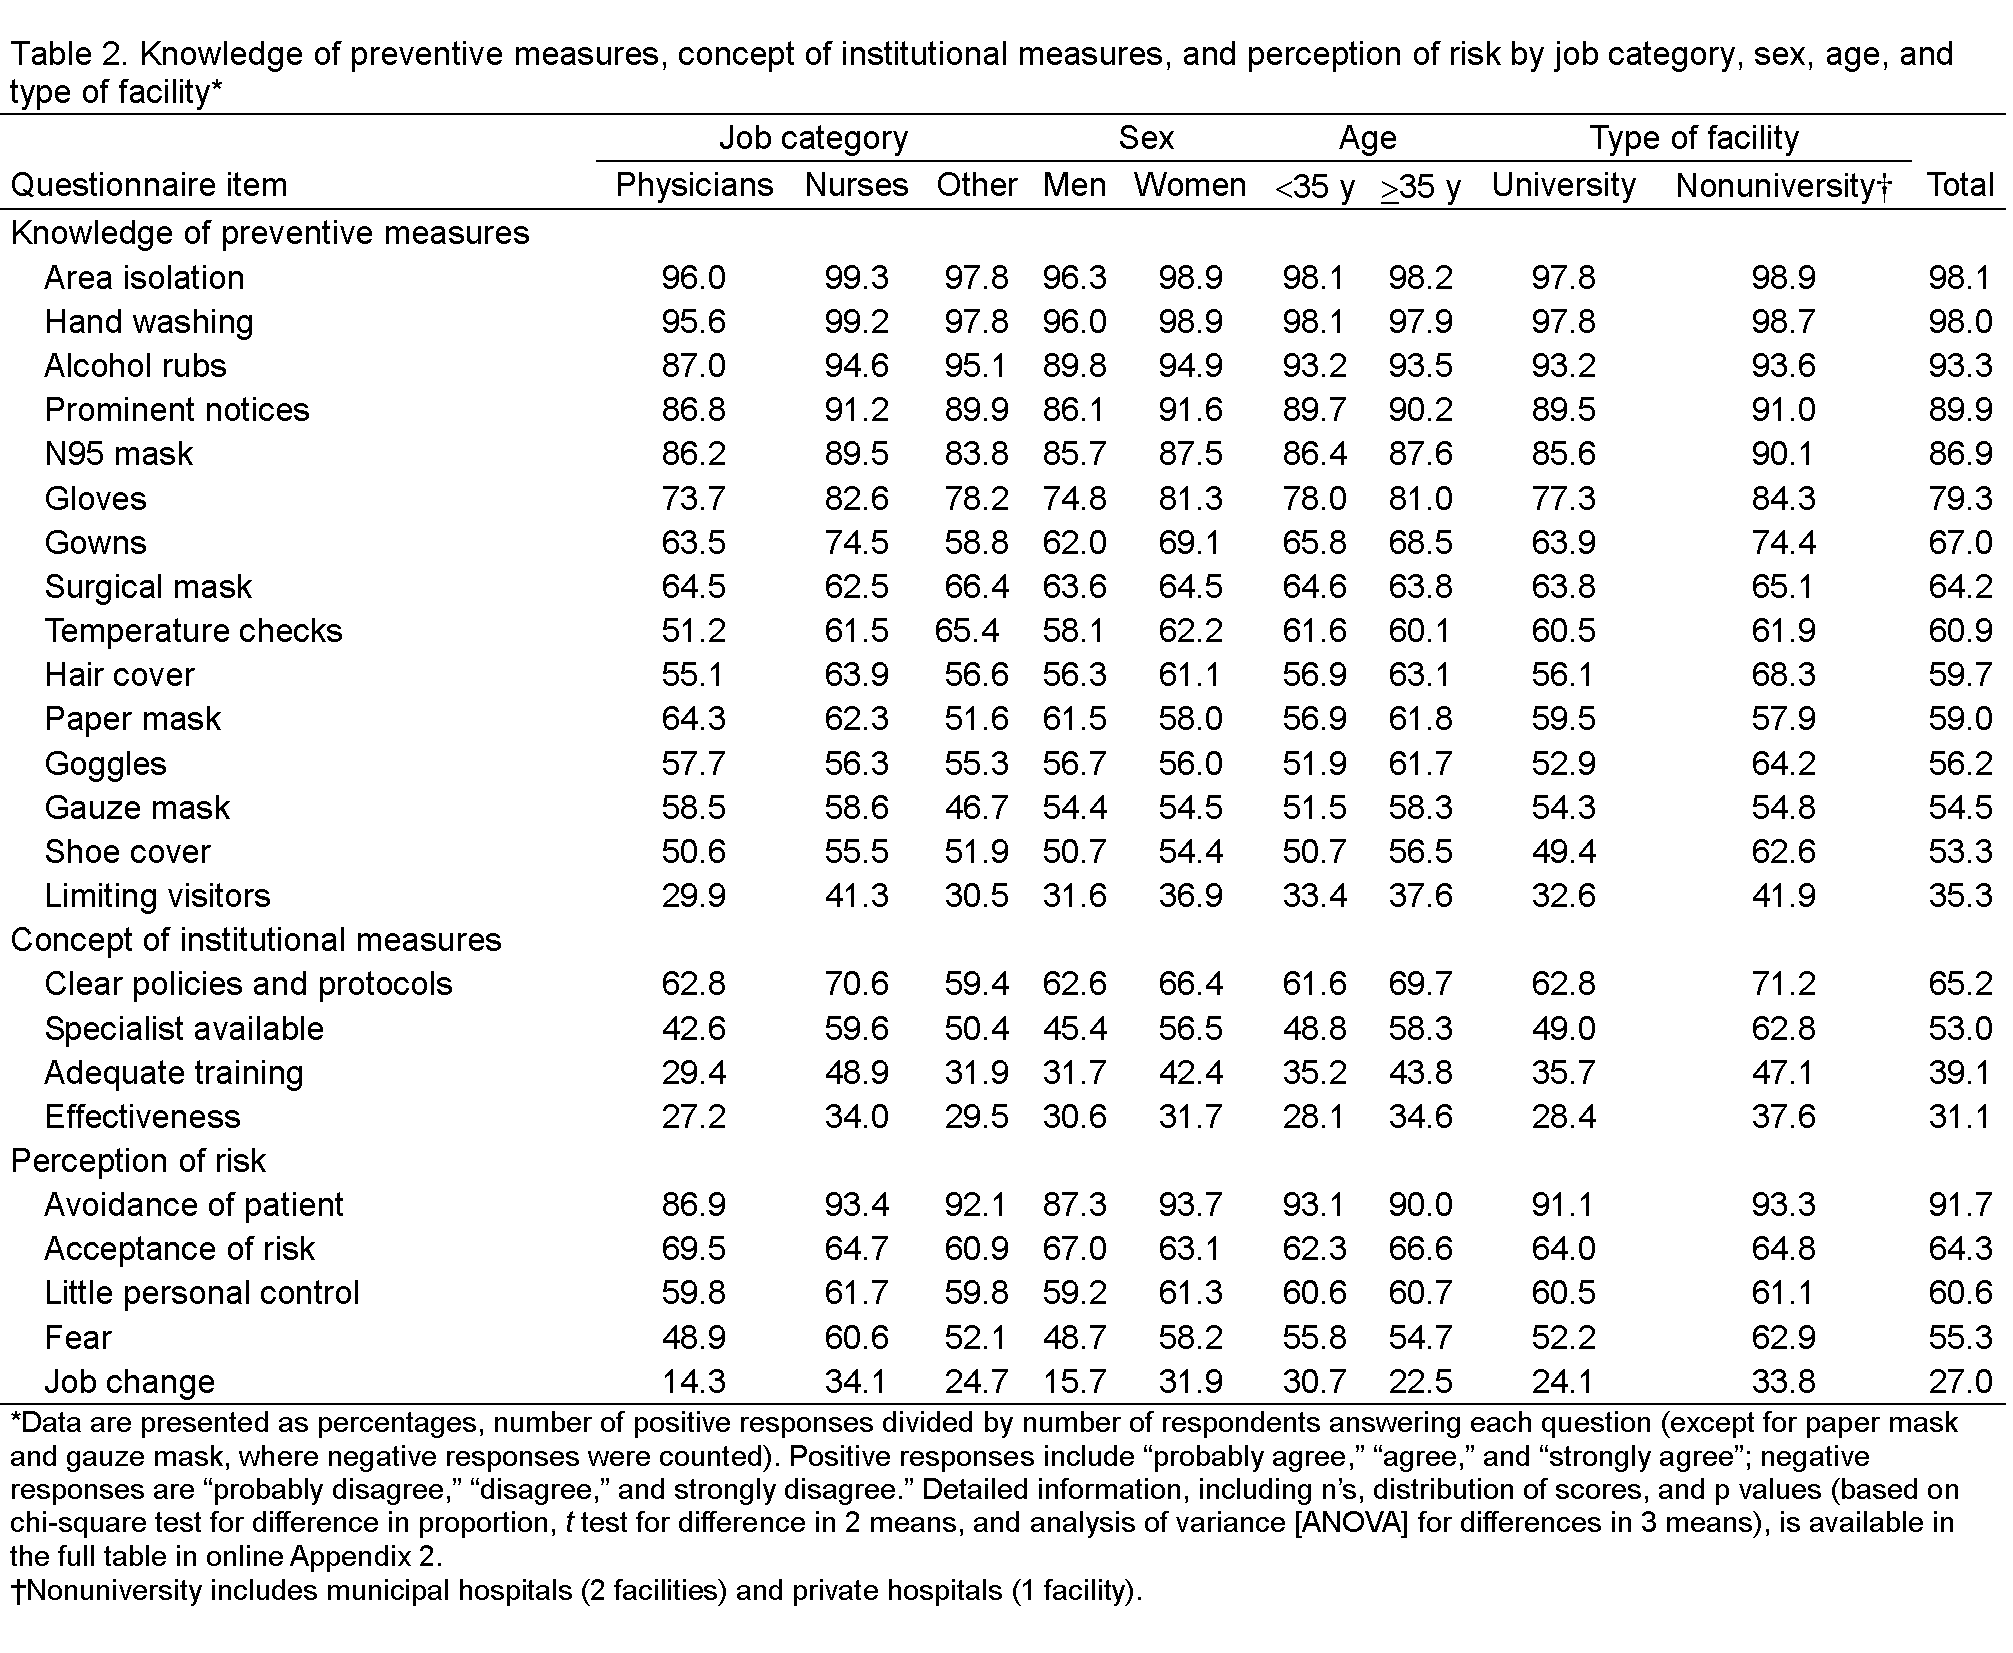 Table 2. Knowledge of preventive measures, concept of institutional measures, and perception of risk by job category, sex, age, and
type of facility*
Job category Sex Age Type of facility
Questionnaire item Physicians Nurses Other Men Women <35 y ≥35 y University Nonuniversity† Total
Knowledge of preventive measures
Area isolation 96.0 99.3 97.8 96.3 98.9 98.1 98.2 97.8 98.9 98.1
Hand washing 95.6 99.2 97.8 96.0 98.9 98.1 97.9 97.8 98.7 98.0
Alcohol rubs 87.0 94.6 95.1 89.8 94.9 93.2 93.5 93.2 93.6 93.3
Prominent notices 86.8 91.2 89.9 86.1 91.6 89.7 90.2 89.5 91.0 89.9
N95 mask 86.2 89.5 83.8 85.7 87.5 86.4 87.6 85.6 90.1 86.9
Gloves 73.7 82.6 78.2 74.8 81.3 78.0 81.0 77.3 84.3 79.3
Gowns 63.5 74.5 58.8 62.0 69.1 65.8 68.5 63.9 74.4 67.0
Surgical mask 64.5 62.5 66.4 63.6 64.5 64.6 63.8 63.8 65.1 64.2
Temperature checks 51.2 61.5 65.4 58.1 62.2 61.6 60.1 60.5 61.9 60.9
Hair cover 55.1 63.9 56.6 56.3 61.1 56.9 63.1 56.1 68.3 59.7
Paper mask 64.3 62.3 51.6 61.5 58.0 56.9 61.8 59.5 57.9 59.0
Goggles 57.7 56.3 55.3 56.7 56.0 51.9 61.7 52.9 64.2 56.2
Gauze mask 58.5 58.6 46.7 54.4 54.5 51.5 58.3 54.3 54.8 54.5
Shoe cover 50.6 55.5 51.9 50.7 54.4 50.7 56.5 49.4 62.6 53.3
Limiting visitors 29.9 41.3 30.5 31.6 36.9 33.4 37.6 32.6 41.9 35.3
Concept of institutional measures
Clear policies and protocols 62.8 70.6 59.4 62.6 66.4 61.6 69.7 62.8 71.2 65.2
Specialist available 42.6 59.6 50.4 45.4 56.5 48.8 58.3 49.0 62.8 53.0
Adequate training 29.4 48.9 31.9 31.7 42.4 35.2 43.8 35.7 47.1 39.1
Effectiveness 27.2 34.0 29.5 30.6 31.7 28.1 34.6 28.4 37.6 31.1
Perception of risk
Avoidance of patient 86.9 93.4 92.1 87.3 93.7 93.1 90.0 91.1 93.3 91.7
Acceptance of risk 69.5 64.7 60.9 67.0 63.1 62.3 66.6 64.0 64.8 64.3
Little personal control 59.8 61.7 59.8 59.2 61.3 60.6 60.7 60.5 61.1 60.6
Fear 48.9 60.6 52.1 48.7 58.2 55.8 54.7 52.2 62.9 55.3
Job change 14.3 34.1 24.7 15.7 31.9 30.7 22.5 24.1 33.8 27.0
*Data are presented as percentages, number of positive responses divided by number of respondents answering each question (except for paper mask
and gauze mask, where negative responses were counted). Positive responses include “probably agree,” “agree,” and “strongly agree”; negative
responses are “probably disagree,” “disagree,” and strongly disagree.” Detailed information, including n’s, distribution of scores, and p values (based on
chi-square test for difference in proportion, t test for difference in 2 means, and analysis of variance [ANOVA] for differences in 3 means), is available in
the full table in online Appendix 2.
†Nonuniversity includes municipal hospitals (2 facilities) and private hospitals (1 facility).